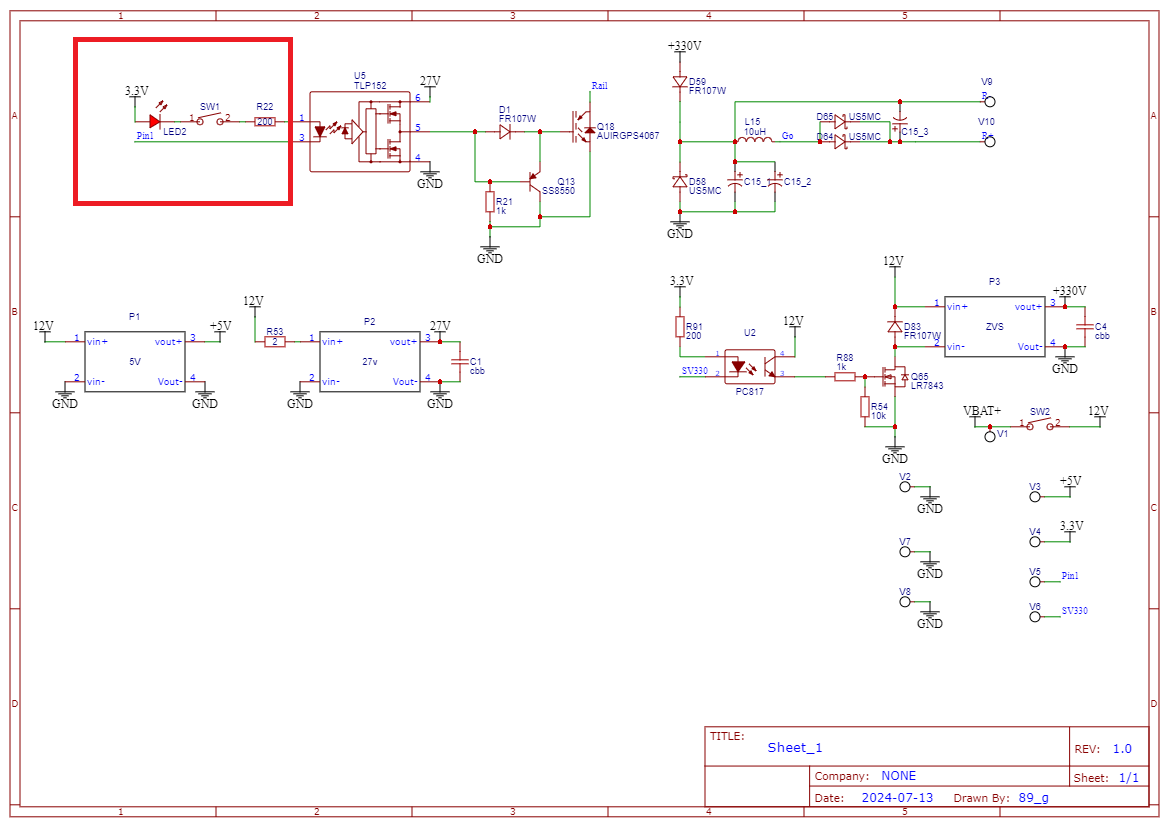 1 2 3 4 5
A A
3.3V
SW1
R22
1 2
200
LED2
Pin1
U5
TLP152
1
3
6
5
4
27V
GND
D1
FR107W
Rail
Q18
AUIRGPS4067
Q13
SS8550
R21
1k
GND
+330V
D59
FR107W
L15
10uH
Go
D65 US5MC
D64 US5MC
C15_3
V9
R-
V10
R+
D58
US5MC
C15_1
C15_2
GND
B B
12V
P1
+5V
1 vin+ vout+ 3
5V
2 vin- Vout- 4
GND GND
12V
R53
2
P2
27V
1 vin+ vout+ 3
27v
2 vin- Vout- 4
C1
cbb
GND GND
3.3V
R91
200
SV330
U2
1
2
4
3
PC817
12V
R88
1k
R54
10k
Q65
LR7843
GND
12V
D83
FR107W
P3
1 vin+ vout+ 3
ZVS
2 vin- Vout- 4
+330V
C4
cbb
GND
VBAT+
SW2
1 2
12V
V1
C C
V2
GND
V3
+5V
V4
3.3V
V7
GND
V5
Pin1
V8
GND
V6
SV330
D D
TITLE:
Sheet_1
REV: 1.0
Company: NONE
Sheet: 1/1
Date: 2024-07-13 Drawn By: 89_g
1 2 3 4 5